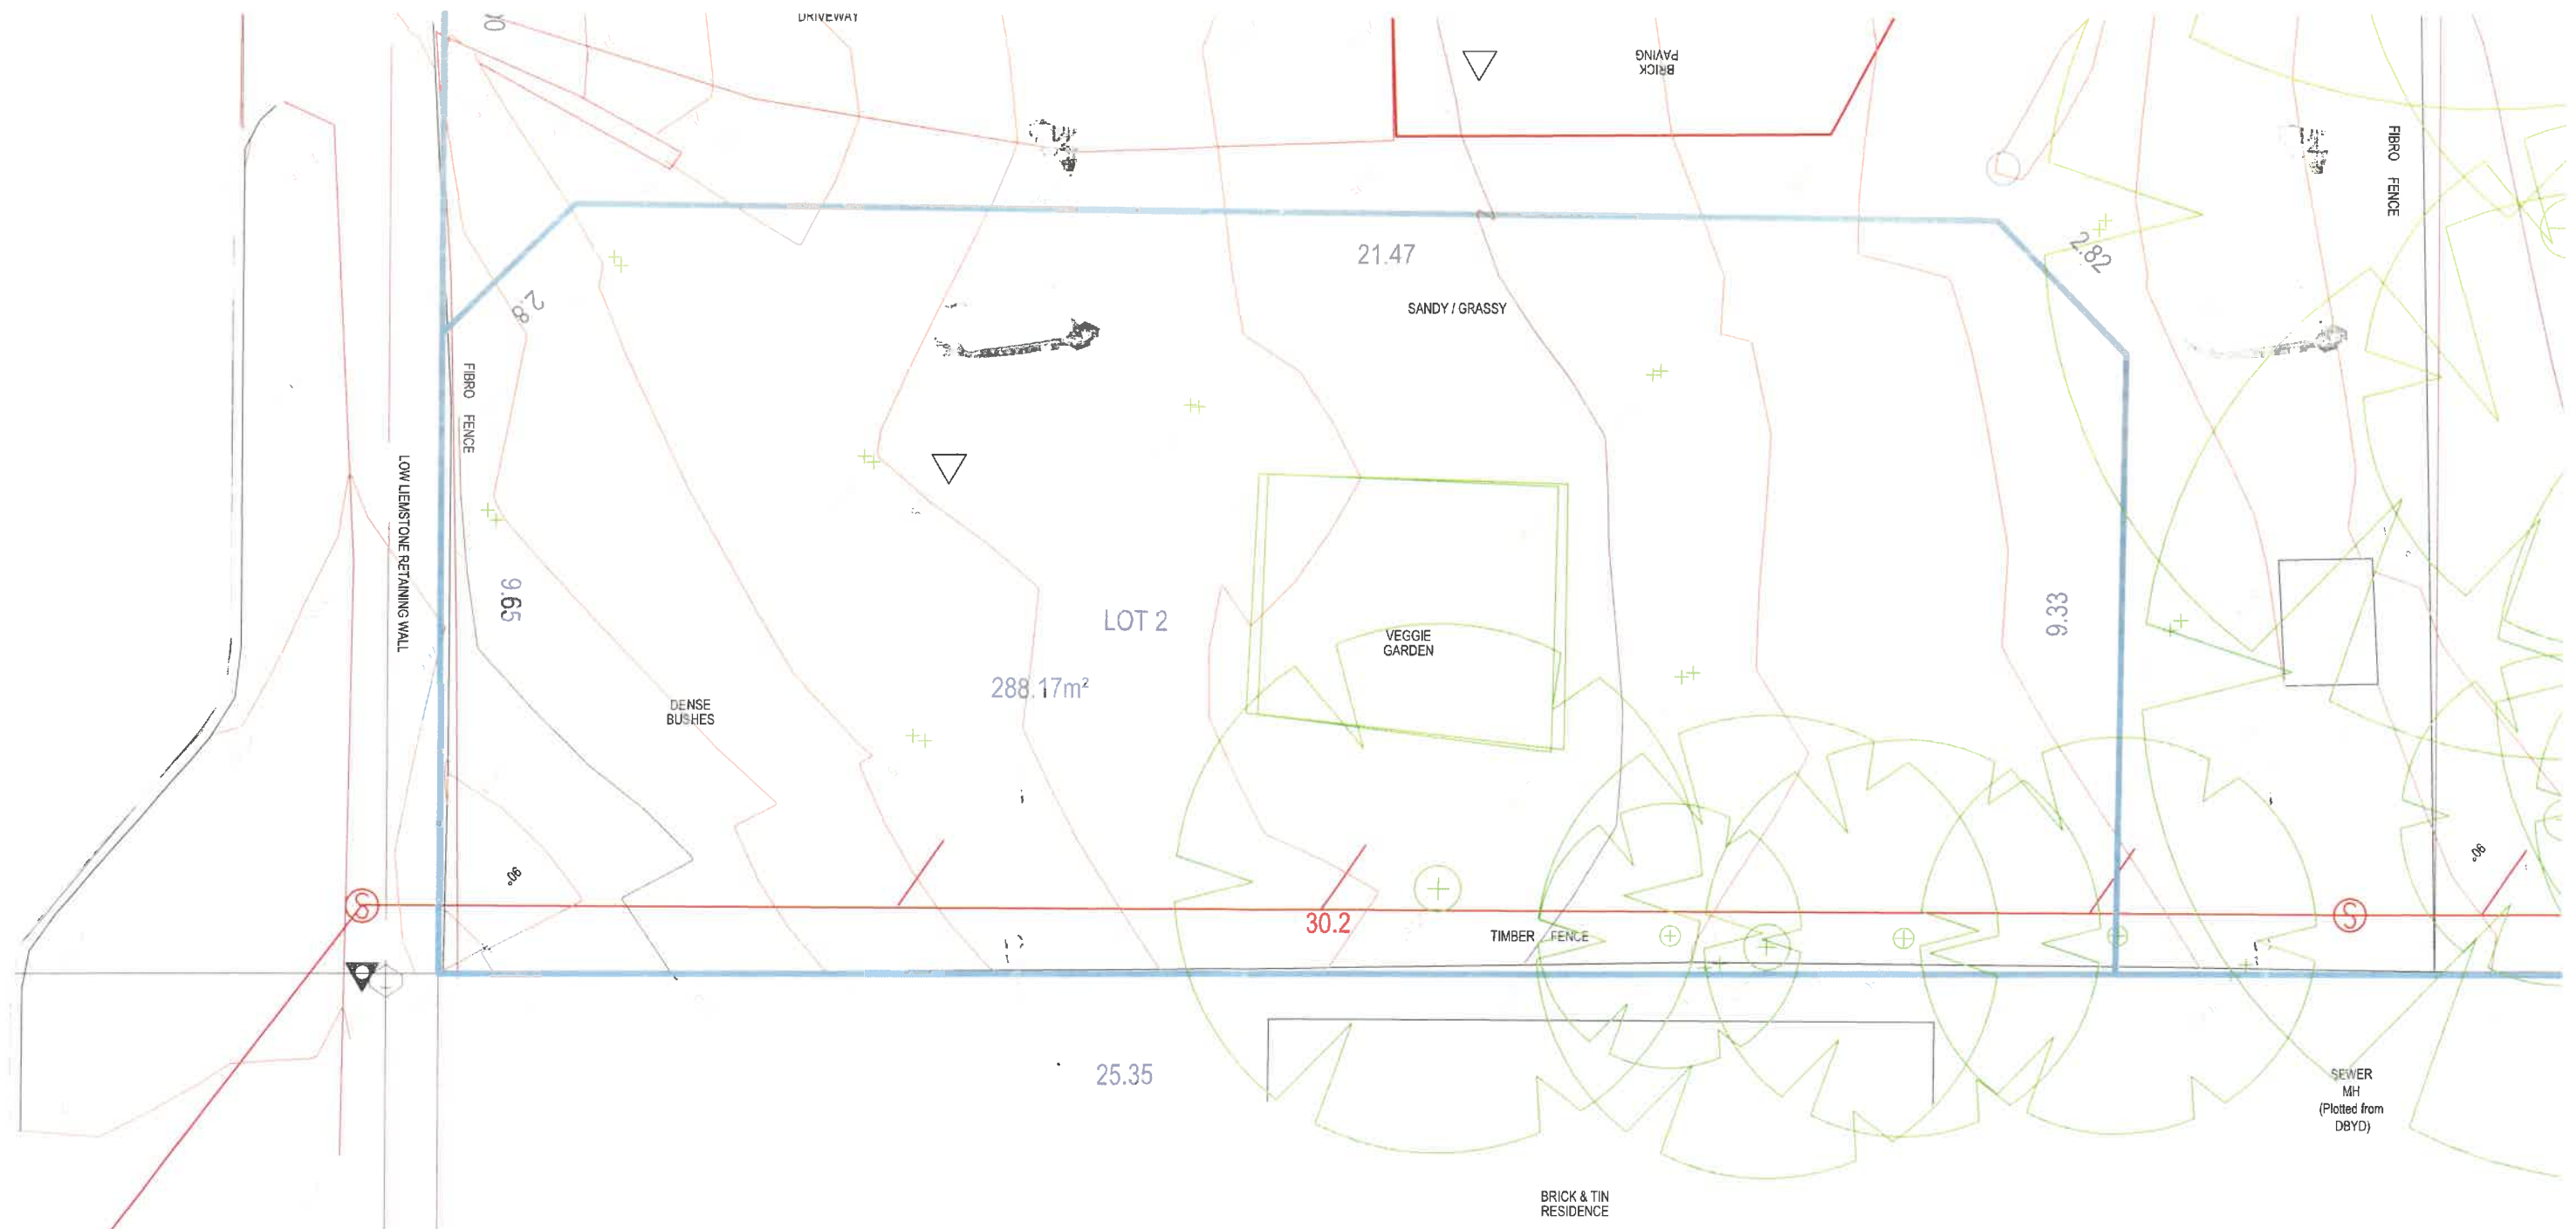 DRIVEWAY
BRICK
PAVING
FIBRO FENCE
21.47
2.82
2.8
SANDY / GRASSY
FIBRO FENCE
LOW LIEMSTONE RETAINING WALL
9.65
LOT 2
9.33
VEGGIE
GARDEN
288.17m²
DENSE
BUSHES
90°
90°
30.2
TIMBER FENCE
25.35
SEWER
MH
(Plotted from
DBYD)
BRICK & TIN
RESIDENCE